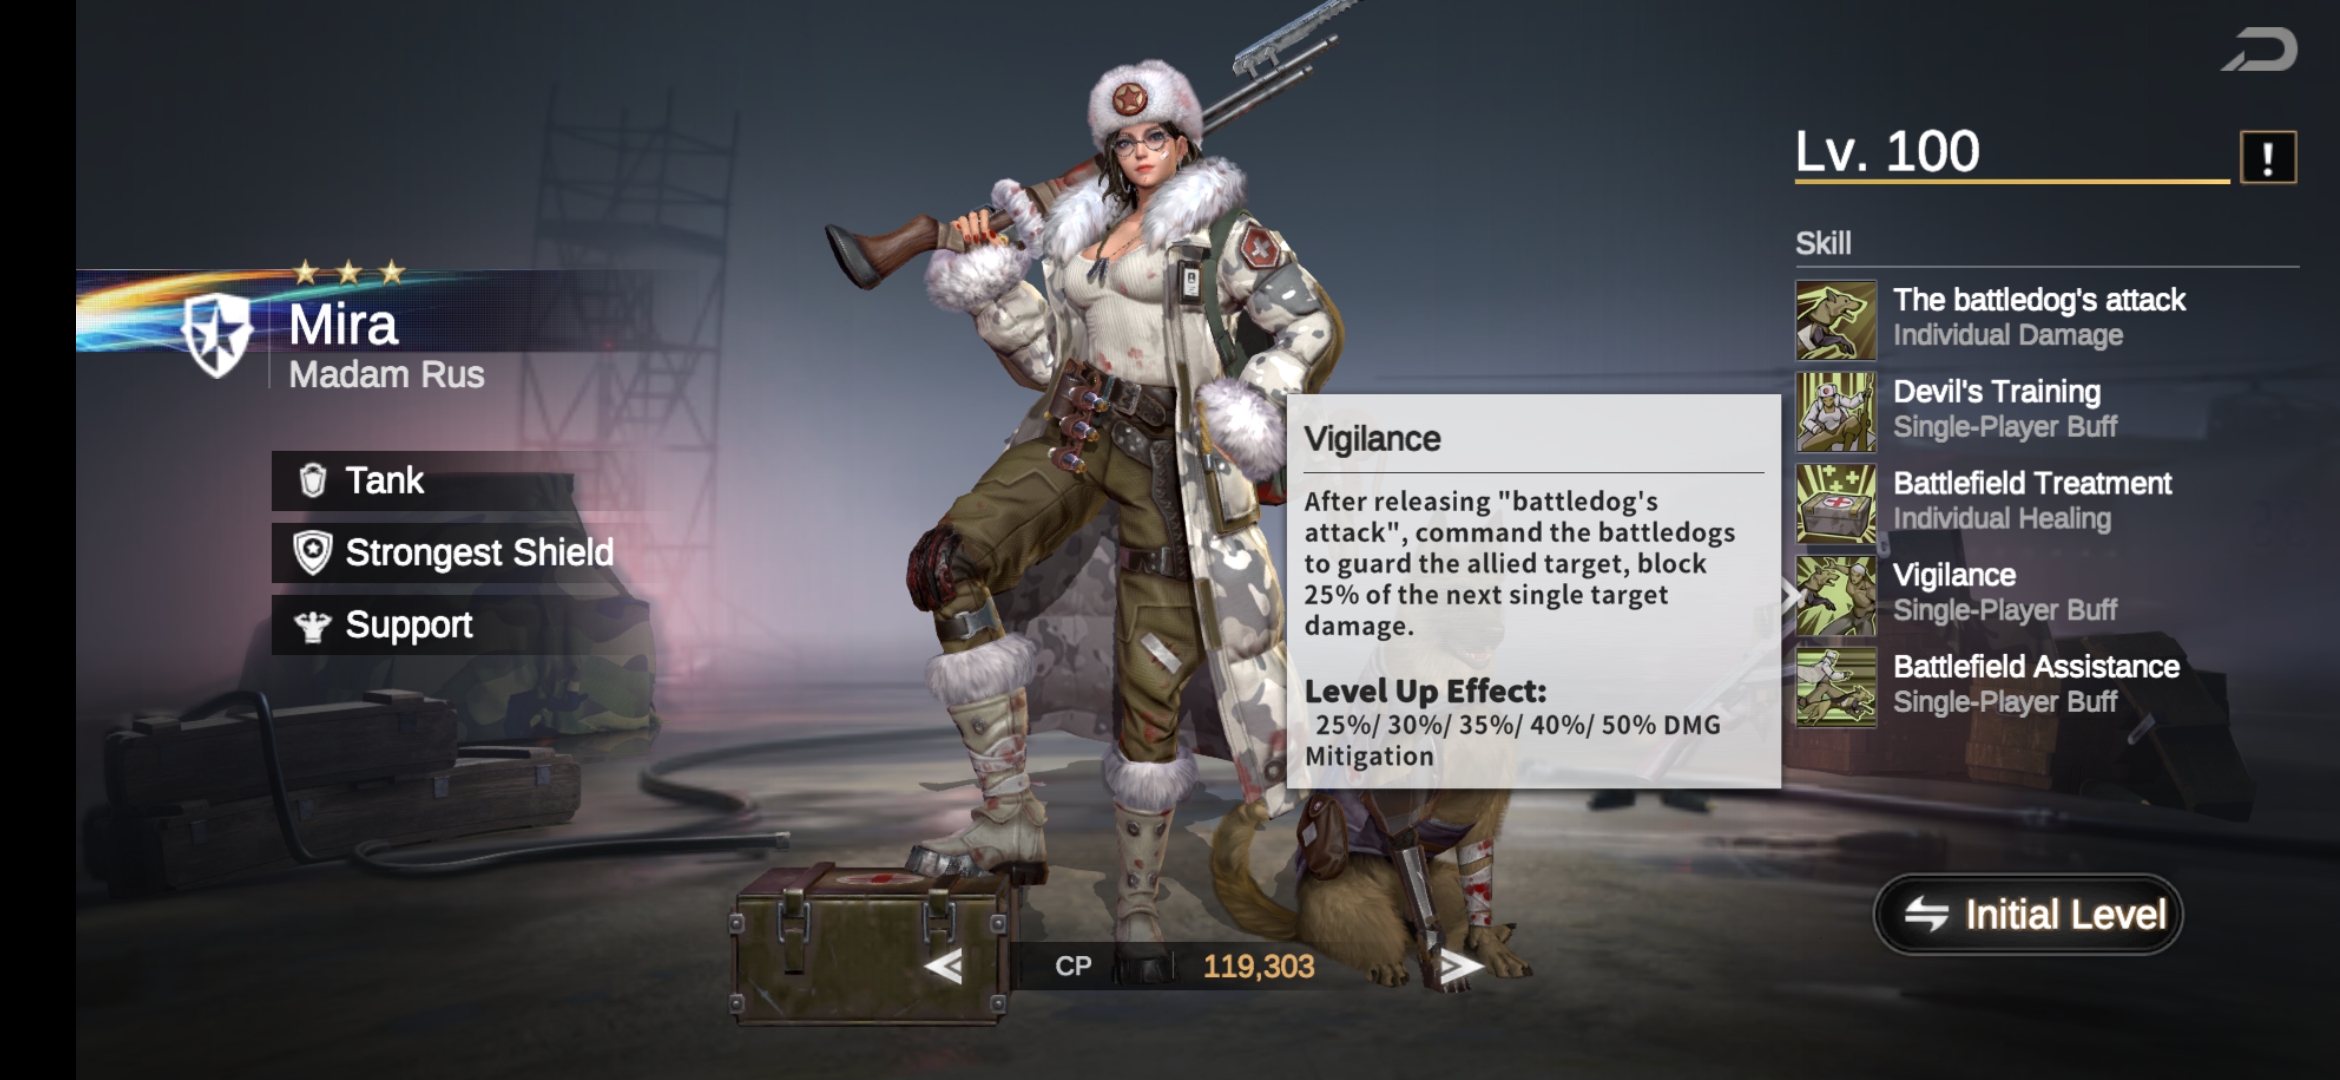 Lv. 100
!
Skill
Mira
Madam Rus
Tank
Strongest Shield
Support
Vigilance
After releasing "battledog's
attack", command the battledogs
to guard the allied target, block
25% of the next single target
damage.
Level Up Effect:
25%/ 30%/ 35%/ 40%/ 50% DMG
Mitigation
The battledog's attack
Individual Damage
Devil's Training
Single-Player Buff
Battlefield Treatment
Individual Healing
Vigilance
Single-Player Buff
Battlefield Assistance
Single-Player Buff
Initial Level
CP
119,303